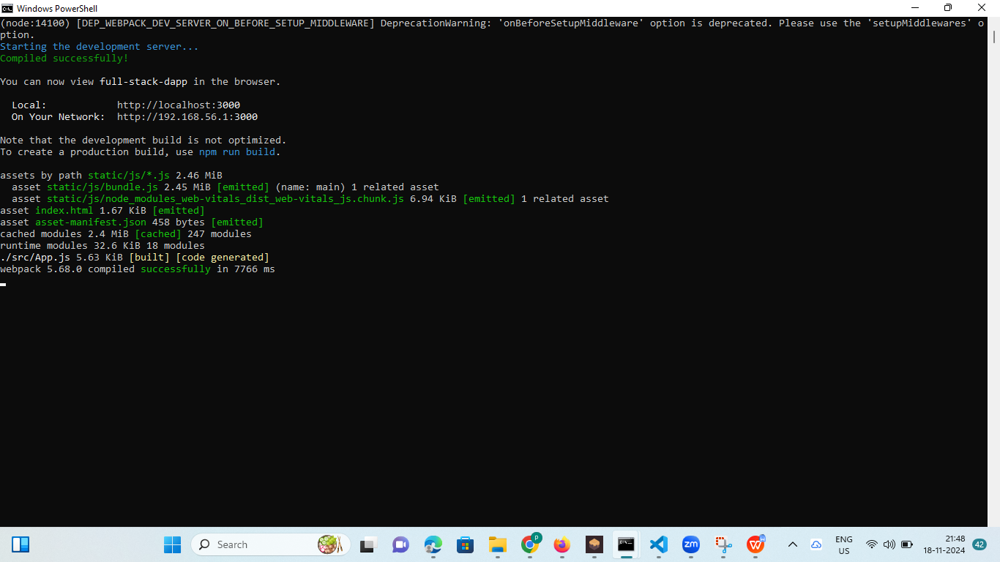 Windows PowerShell
(node:14100) [DEP_WEBPACK_DEV_SERVER_ON_BEFORE_SETUP_MIDDLEWARE] DeprecationWarning: 'onBeforeSetupMiddleware' option is deprecated. Please use the 'setupMiddlewares' o
ption.
Starting the development server...
Compiled successfully!
You can now view full-stack-dapp in the browser.
Local: http://localhost:3000
On Your Network: http://192.168.56.1:3000
Note that the development build is not optimized.
To create a production build, use npm run build.
assets by path static/js/*.js 2.46 MiB
asset static/js/bundle.js 2.45 MiB [emitted] (name: main) 1 related asset
asset static/js/node_modules_web-vitals_dist_web-vitals_js.chunk.js 6.94 KiB [emitted] 1 related asset
asset index.html 1.67 KiB [emitted]
asset asset-manifest.json 458 bytes [emitted]
cached modules 2.4 MiB [cached] 247 modules
runtime modules 32.6 KiB 18 modules
./src/App.js 5.63 KiB [built] [code generated]
webpack 5.68.0 compiled successfully in 7766 ms
Search
P
zm
W
ENG
US
21:48
18-11-2024
42